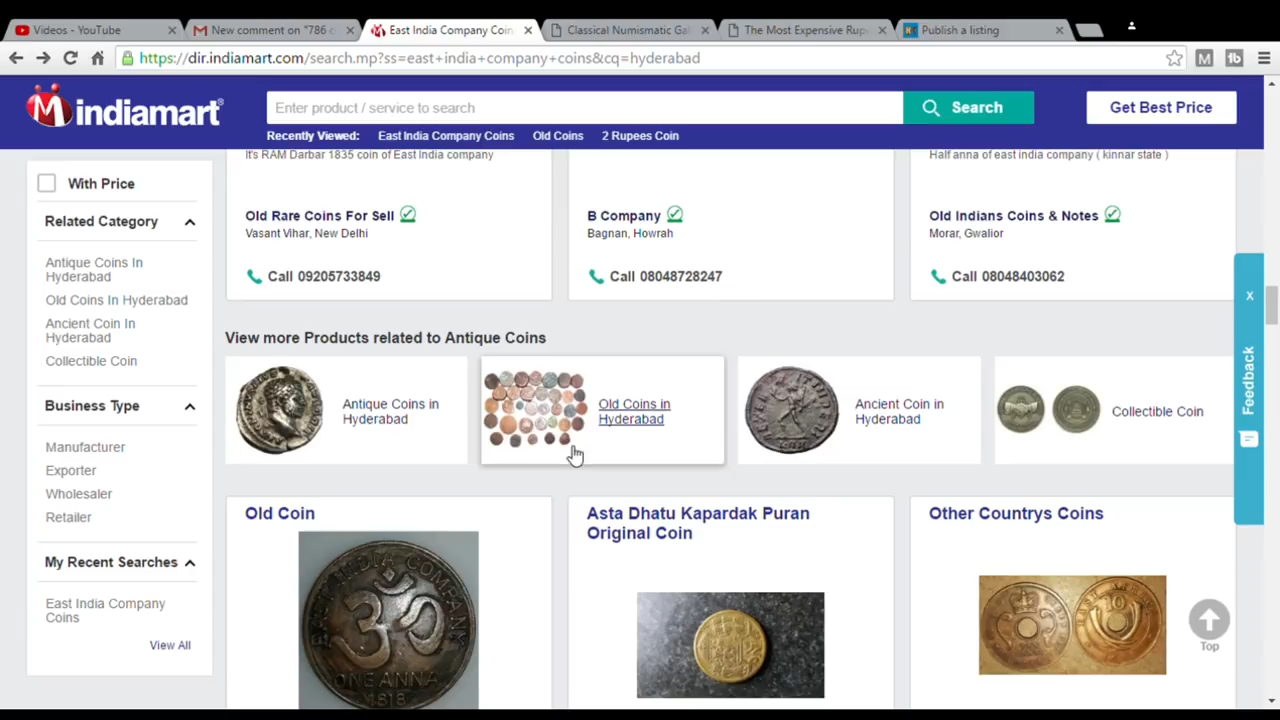 Videos - YouTube
New comment on "786 c
East India Company Coin
Classical Numismatic Gal
The Most Expensive Rup
Publish a listing
https://dir.indiamart.com/search.mp?ss=east+india+company+coins&cq=hyderabad
indiamart
Enter product / service to search
Search
Get Best Price
Recently Viewed: East India Company Coins Old Coins 2 Rupees Coin
With Price
Related Category
Antique Coins In
Hyderabad
Old Coins In Hyderabad
Ancient Coin In
Hyderabad
Collectible Coin
Business Type
Manufacturer
Exporter
Wholesaler
Retailer
My Recent Searches
East India Company
Coins
View All
It's RAM Darbar 1835 coin of East India company
Old Rare Coins For Sell
Vasant Vihar, New Delhi
Call 09205733849
B Company
Bagnan, Howrah
Call 08048728247
Half anna of east india company ( kinnar state )
Old Indians Coins & Notes
Morar, Gwalior
Call 08048403062
View more Products related to Antique Coins
Antique Coins in
Hyderabad
Old Coins in
Hyderabad
Ancient Coin in
Hyderabad
Collectible Coin
Old Coin
EAST INDIA COMPANY
ॐ
ONE ANNA
1818
Asta Dhatu Kapardak Puran
Original Coin
Other Countrys Coins
10
x
Feedback
Top